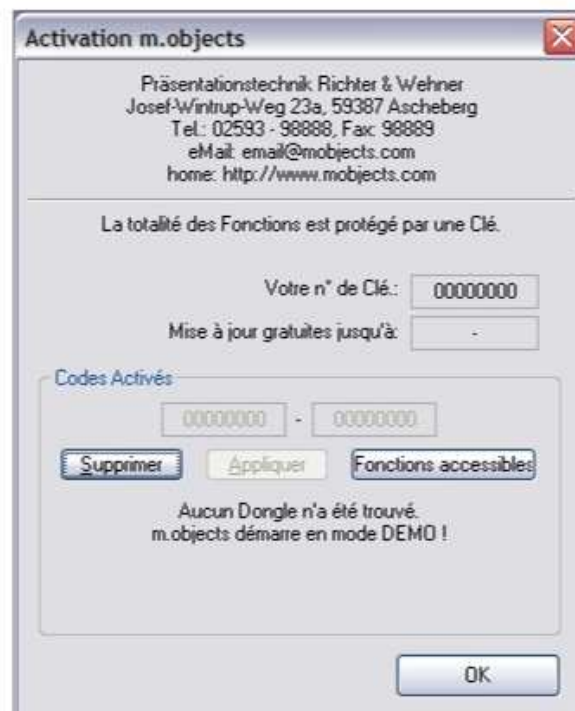 Activation m.objects
Präsentationstechnik Richter & Wehner
Josef-Wintrup-Weg 23a, 59387 Ascheberg
Tel.: 02593 - 98888, Fax: 98889
eMail: email@mobjects.com
home: http://www.mobjects.com
La totalité des Fonctions est protégé par une Clé.
Votre n° de Clé.: 00000000
Mise à jour gratuites jusqu'à: -
Codes Activés
00000000 - 00000000
Supprimer Appliquer Fonctions accessibles
Aucun Dongle n'a été trouvé.
m.objects démarre en mode DEMO !
OK